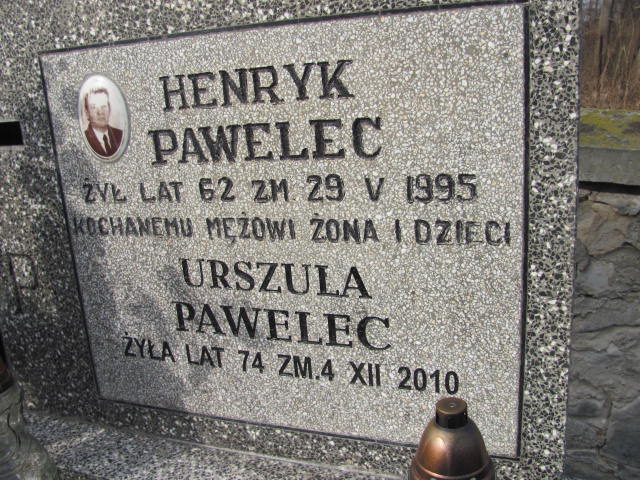 HENRYK
PAWELEC
ŻYŁ LAT 62 ZM. 29 V 1995
KOCHANEMU MĘŻOWI ŻONA I DZIECI
URSZULA
PAWELEC
ŻYŁA LAT 74 ZM. 4 XII 2010
P